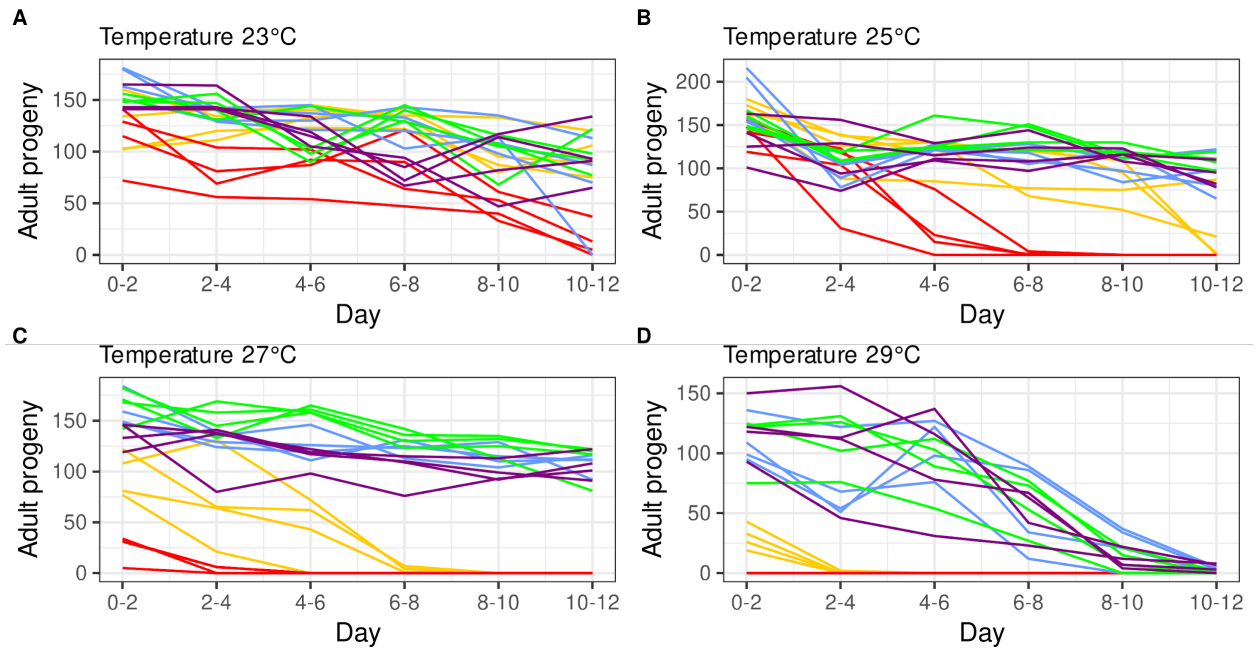 A
Temperature 23°C
Adult progeny
150
100
50
0
0-2 2-4 4-6 6-8 8-10 10-12
Day
B
Temperature 25°C
Adult progeny
200
150
100
50
0
0-2 2-4 4-6 6-8 8-10 10-12
Day
C
Temperature 27°C
Adult progeny
150
100
50
0
0-2 2-4 4-6 6-8 8-10 10-12
Day
D
Temperature 29°C
Adult progeny
150
100
50
0
0-2 2-4 4-6 6-8 8-10 10-12
Day